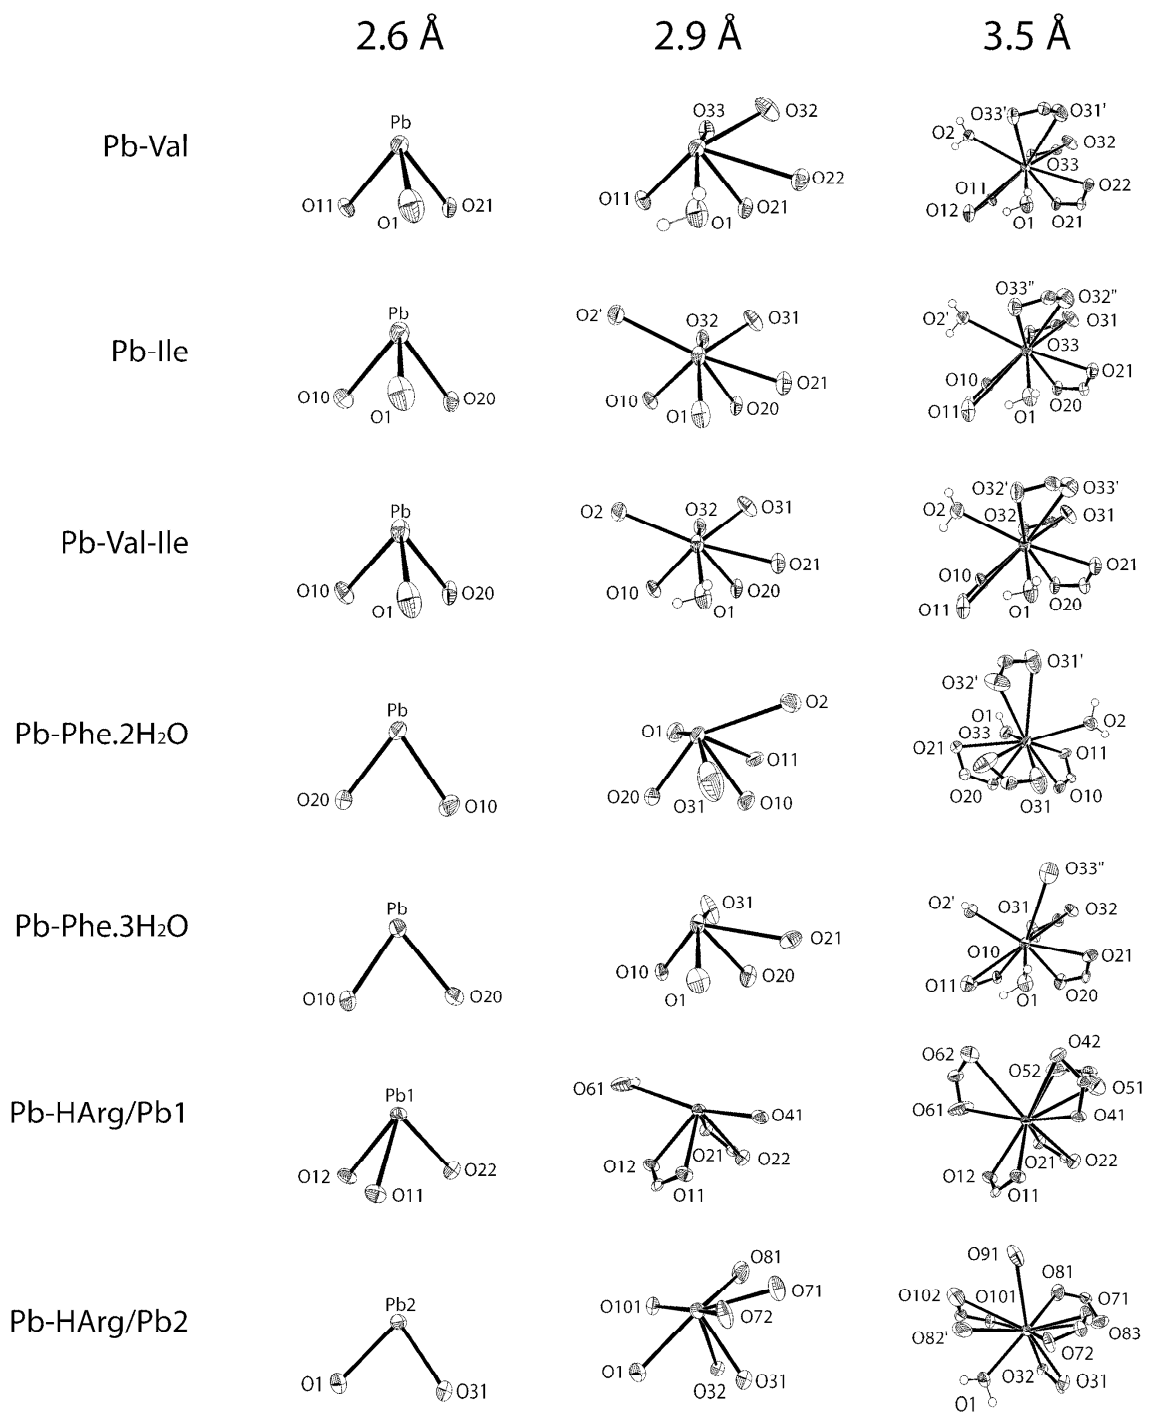 2.6 Å 2.9 Å 3.5 Å
Pb-Val
Pb
O11
O1
O21
O33
O32
O22
O11
O21
O1
O33'
O31'
O2
O32
O33
O11
O22
O12
O1
O21
Pb-Ile
Pb
O10
O1
O20
O2'
O32
O31
O21
O10
O20
O1
O33"
O32"
O2'
O31
O33
O10
O21
O11
O1
O20
Pb-Val-Ile
Pb
O10
O1
O20
O2
O32
O31
O21
O10
O20
O1
O32'
O33'
O2
O32
O31
O10
O21
O11
O1
O20
Pb-Phe.2H2O
Pb
O20
O10
O2
O1
O11
O20
O31
O10
O31'
O32'
O1
O2
O33
O21
O11
O20
O31
O10
Pb-Phe.3H2O
Pb
O10
O20
O31
O21
O10
O20
O1
O33"
O2'
O31
O32
O10
O21
O11
O1
O20
Pb-HArg/Pb1
Pb1
O12
O11
O22
O61
O41
O21
O22
O12
O11
O62
O42
O52
O51
O61
O41
O21
O22
O12
O11
Pb-HArg/Pb2
Pb2
O1
O31
O81
O71
O101
O72
O1
O32
O31
O91
O81
O102
O101
O71
O82'
O83
O72
O32
O31
O1